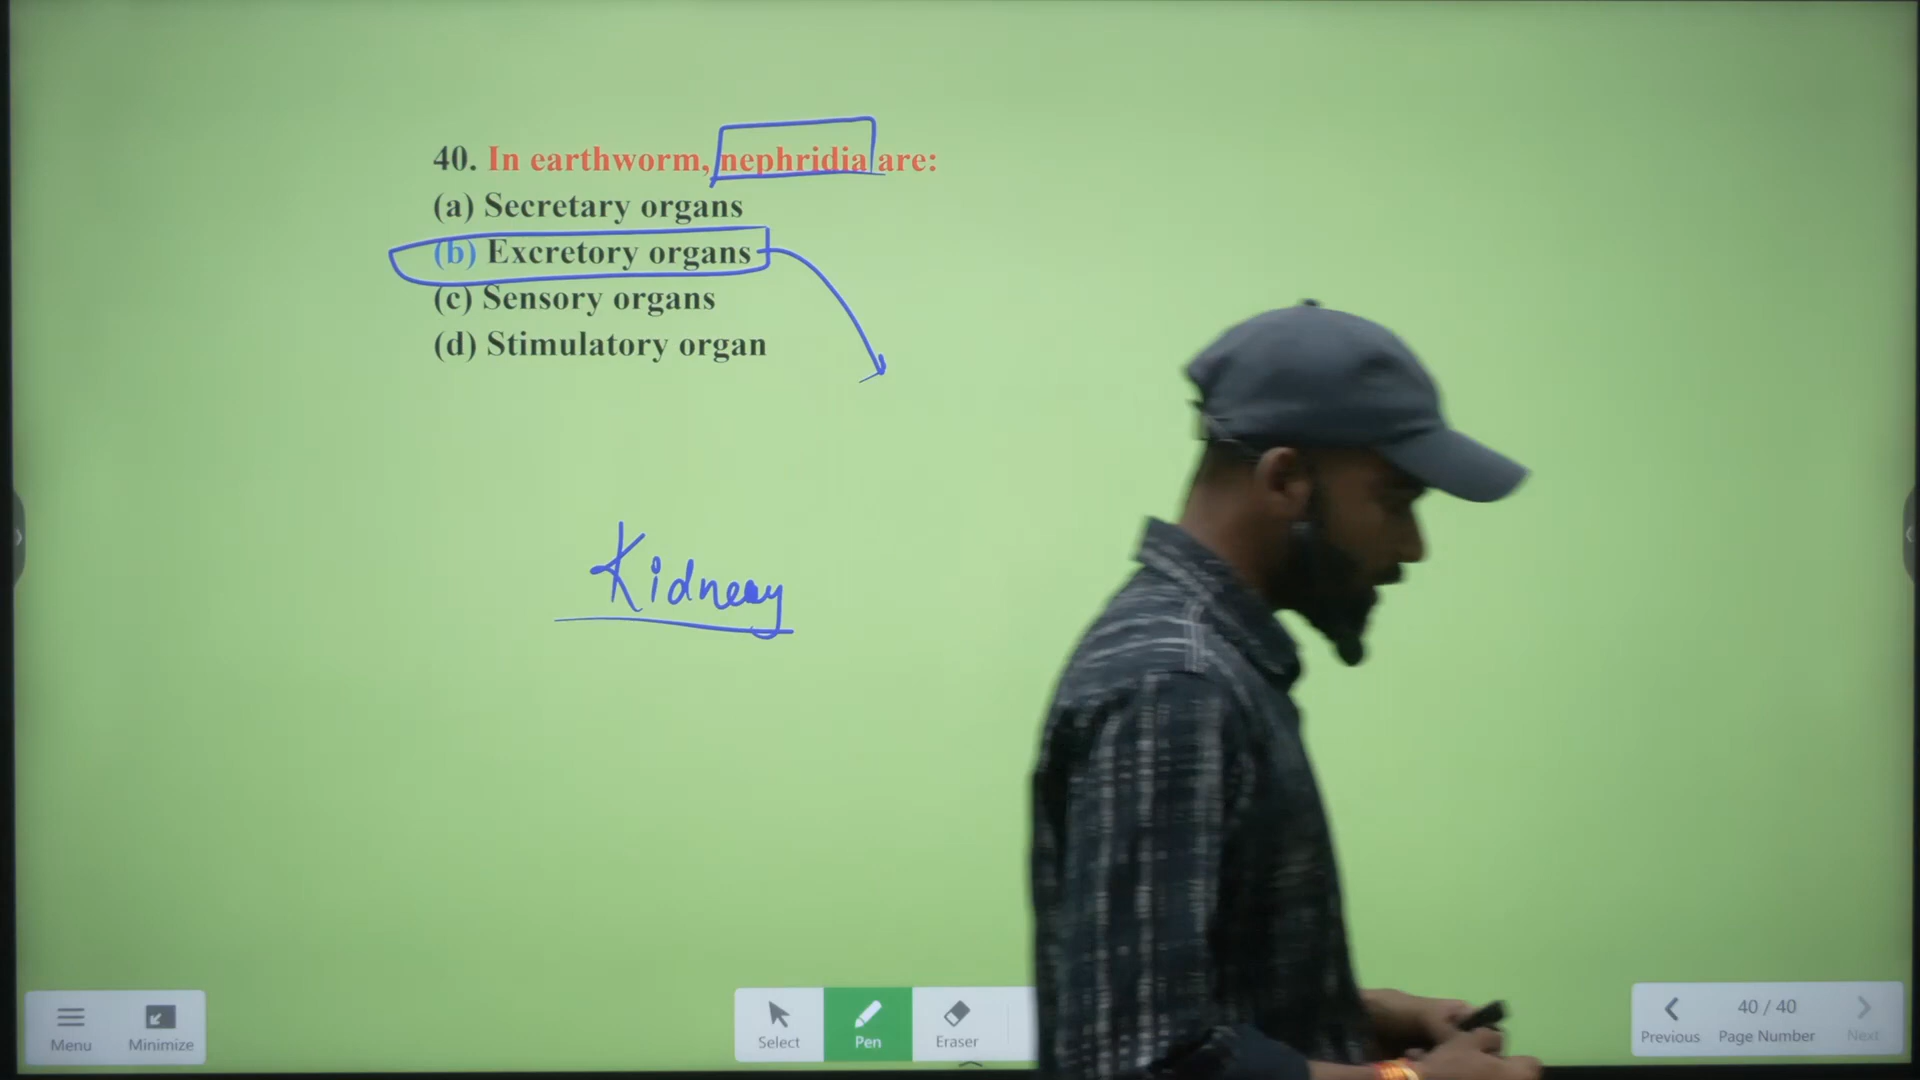 40. In earthworm, nephridia are:
(a) Secretary organs
(b) Excretory organs
(c) Sensory organs
(d) Stimulatory organ
Kidney
Menu
Minimize
Select
Pen
Eraser
Previous
40 / 40
Page Number
Next